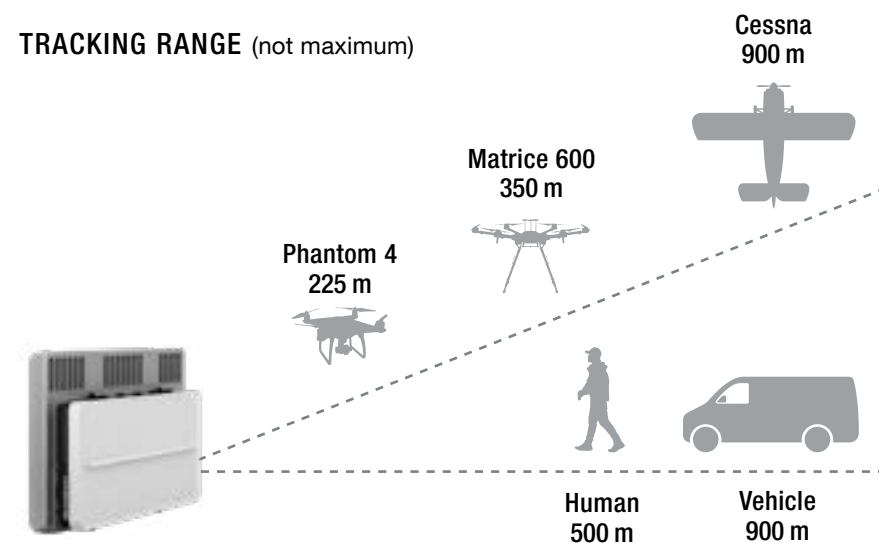 TRACKING RANGE (not maximum)
Cessna
900 m
Matrice 600
350 m
Phantom 4
225 m
Human
500 m
Vehicle
900 m